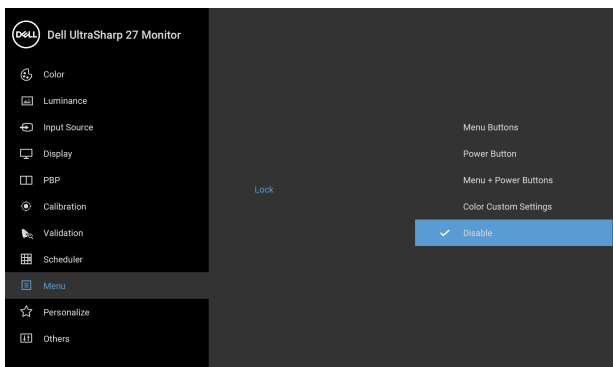 DELL
Dell UltraSharp 27 Monitor
Color
Luminance
Input Source
Display
PBP
Calibration
Validation
Scheduler
Menu
Personalize
Others
Lock
Menu Buttons
Power Button
Menu + Power Buttons
Color Custom Settings
Disable